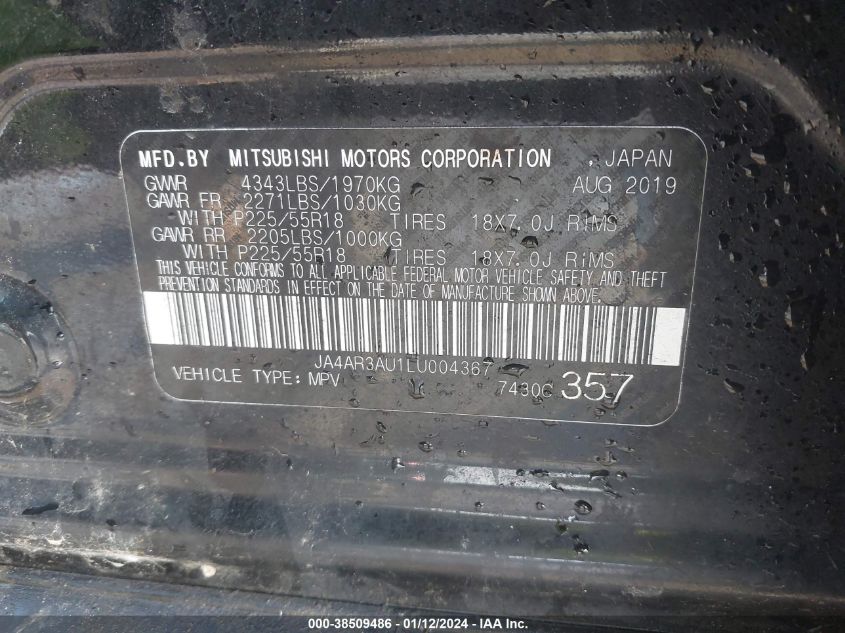 MFD.BY MITSUBISHI MOTORS CORPORATION , JAPAN
GVWR 4343LBS/1970KG AUG 2019
GAWR FR 2271LBS/1030KG
WITH P225/55R18 TIRES 18X7.0J RIMS
GAWR RR 2205LBS/1000KG
WITH P225/55R18 TIRES 18X7.0J RIMS
THIS VEHICLE CONFORMS TO ALL APPLICABLE FEDERAL MOTOR VEHICLE SAFETY AND THEFT
PREVENTION STANDARDS IN EFFECT ON THE DATE OF MANUFACTURE SHOWN ABOVE.
JA4AR3AU1LU004367
VEHICLE TYPE: MPV 7430G 357
000-38509486 - 01/12/2024 - IAAI.com